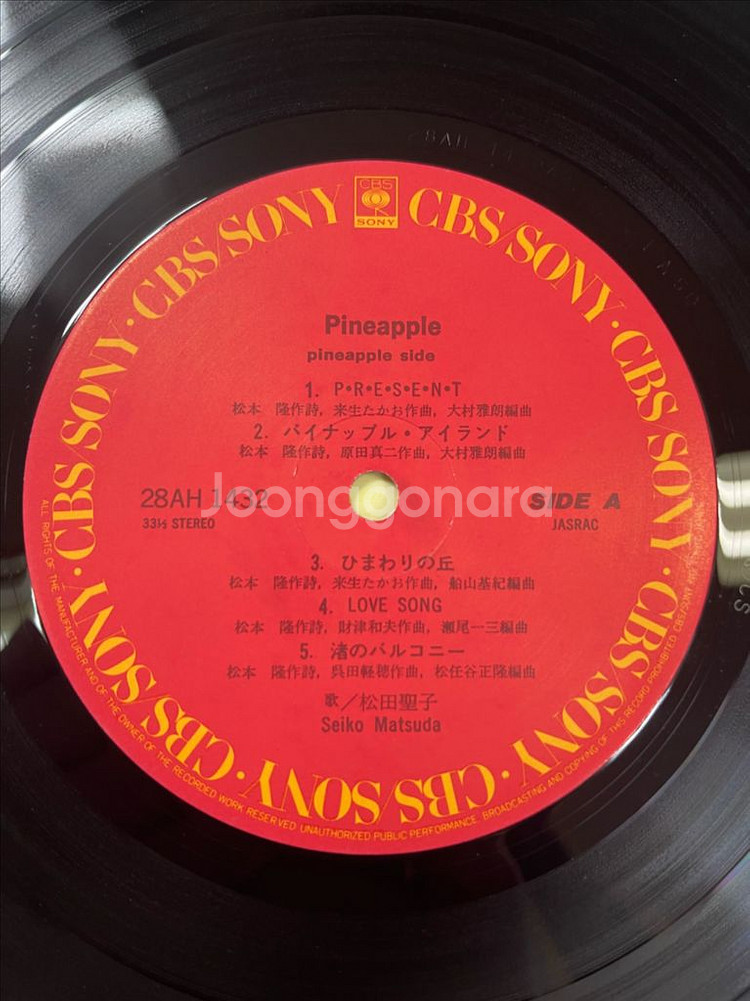 CBS/SONY · CBS/SONY · CBS/SONY · CBS/SONY · CBS/SONY · CBS/SONY · CBS/SONY · CBS/SONY
CBS
SONY
Pineapple
pineapple side
1. P•R•E•S•E•N•T
松本 隆作詩, 来生たかお作曲, 大村雅朗編曲
2. パイナップル・アイランド
松本 隆作詩, 原田真二作曲, 大村雅朗編曲
28AH 1432
SIDE A
Joongoonara
33⅓ STEREO
JASRAC
3. ひまわりの丘
松本 隆作詩, 来生たかお作曲, 船山基紀編曲
4. LOVE SONG
松本 隆作詩, 財津和夫作曲, 瀬尾一三編曲
5. 渚のバルコニー
松本 隆作詩, 呉田軽穂作曲, 松任谷正隆編曲
歌／松田聖子
Seiko Matsuda
ALL RIGHTS OF THE MANUFACTURER AND OF THE OWNER OF THE RECORDED WORK RESERVED UNAUTHORIZED PUBLIC PERFORMANCE, BROADCASTING AND COPYING OF THIS RECORD PROHIBITED CBS/SONY